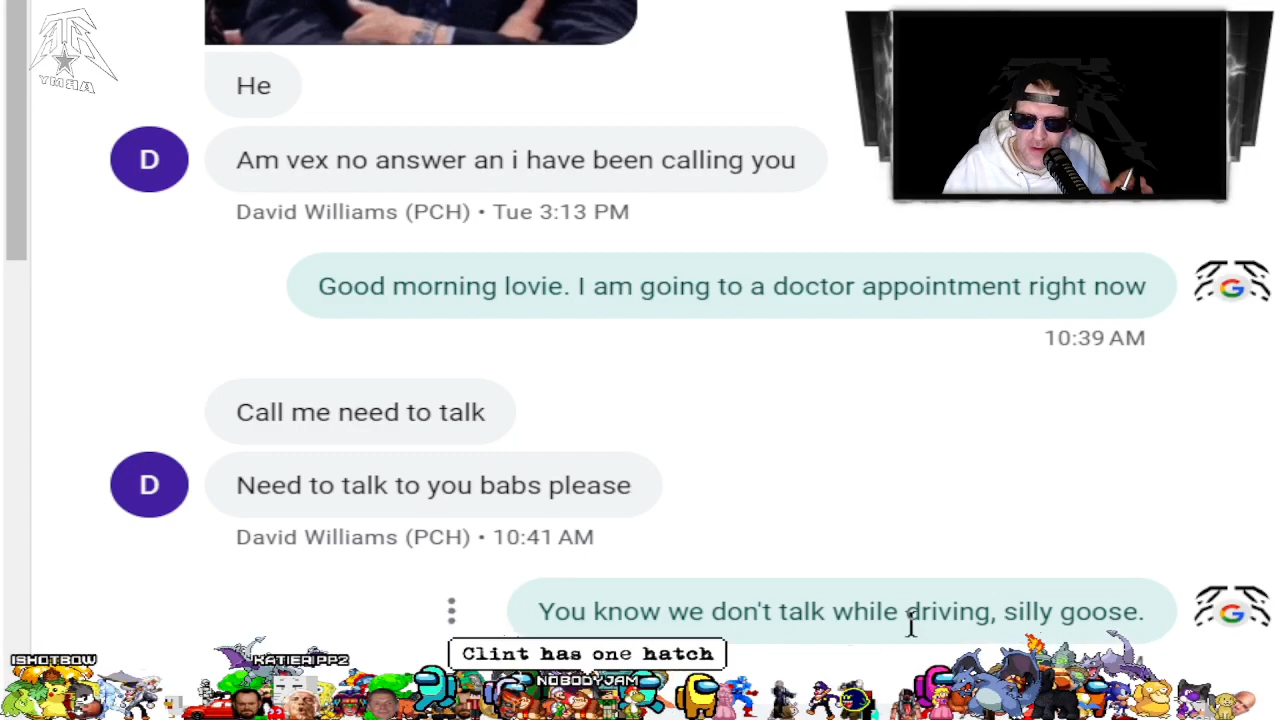 He
D
Am vex no answer an i have been calling you
David Williams (PCH) • Tue 3:13 PM
Good morning lovie. I am going to a doctor appointment right now
G
10:39 AM
Call me need to talk
Need to talk to you babs please
D
David Williams (PCH) • 10:41 AM
You know we don't talk while driving, silly goose.
G
Clint has one hatch
ISHOTBOW
KATIERIPP2
NOBODYJAM